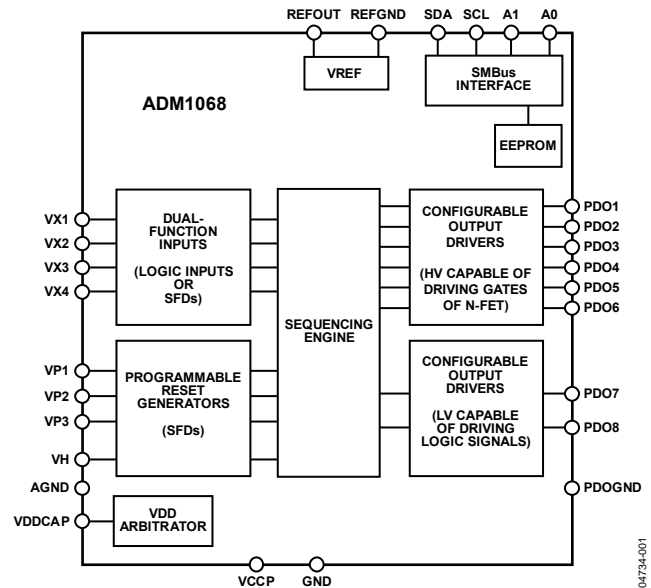 REFOUT REFGND SDA SCL A1 A0
VREF
SMBus
INTERFACE
EEPROM
ADM1068
VX1
VX2
VX3
VX4
DUAL-
FUNCTION
INPUTS
(LOGIC INPUTS
OR
SFDs)
VP1
VP2
VP3
VH
PROGRAMMABLE
RESET
GENERATORS
(SFDs)
AGND
VDDCAP
VDD
ARBITRATOR
SEQUENCING
ENGINE
CONFIGURABLE
OUTPUT
DRIVERS
(HV CAPABLE OF
DRIVING GATES
OF N-FET)
PDO1
PDO2
PDO3
PDO4
PDO5
PDO6
CONFIGURABLE
OUTPUT
DRIVERS
(LV CAPABLE
OF DRIVING
LOGIC SIGNALS)
PDO7
PDO8
PDOGND
VCCP GND
04734-001